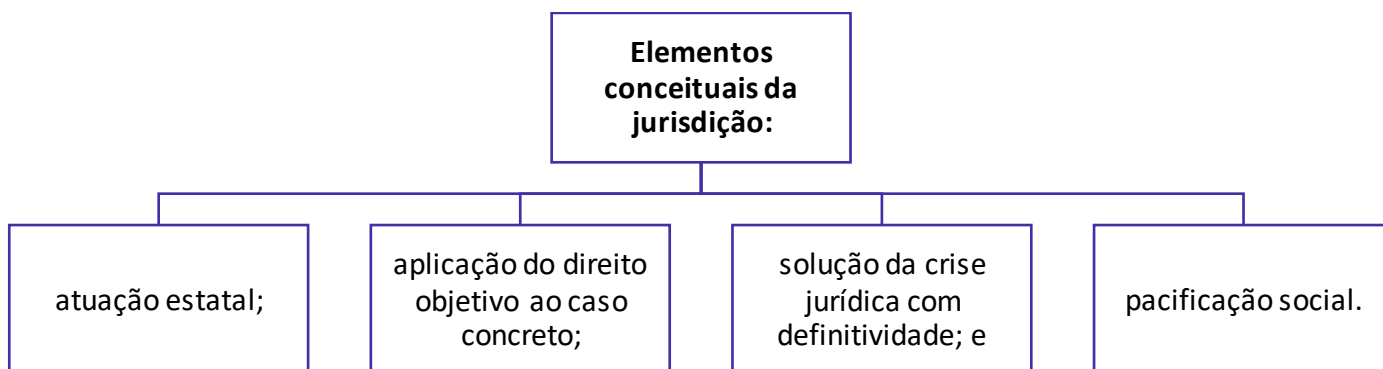 Elementos
conceituais da
jurisdição:
atuação estatal;
aplicação do direito
objetivo ao caso
concreto;
solução da crise
jurídica com
definitividade; e
pacificação social.